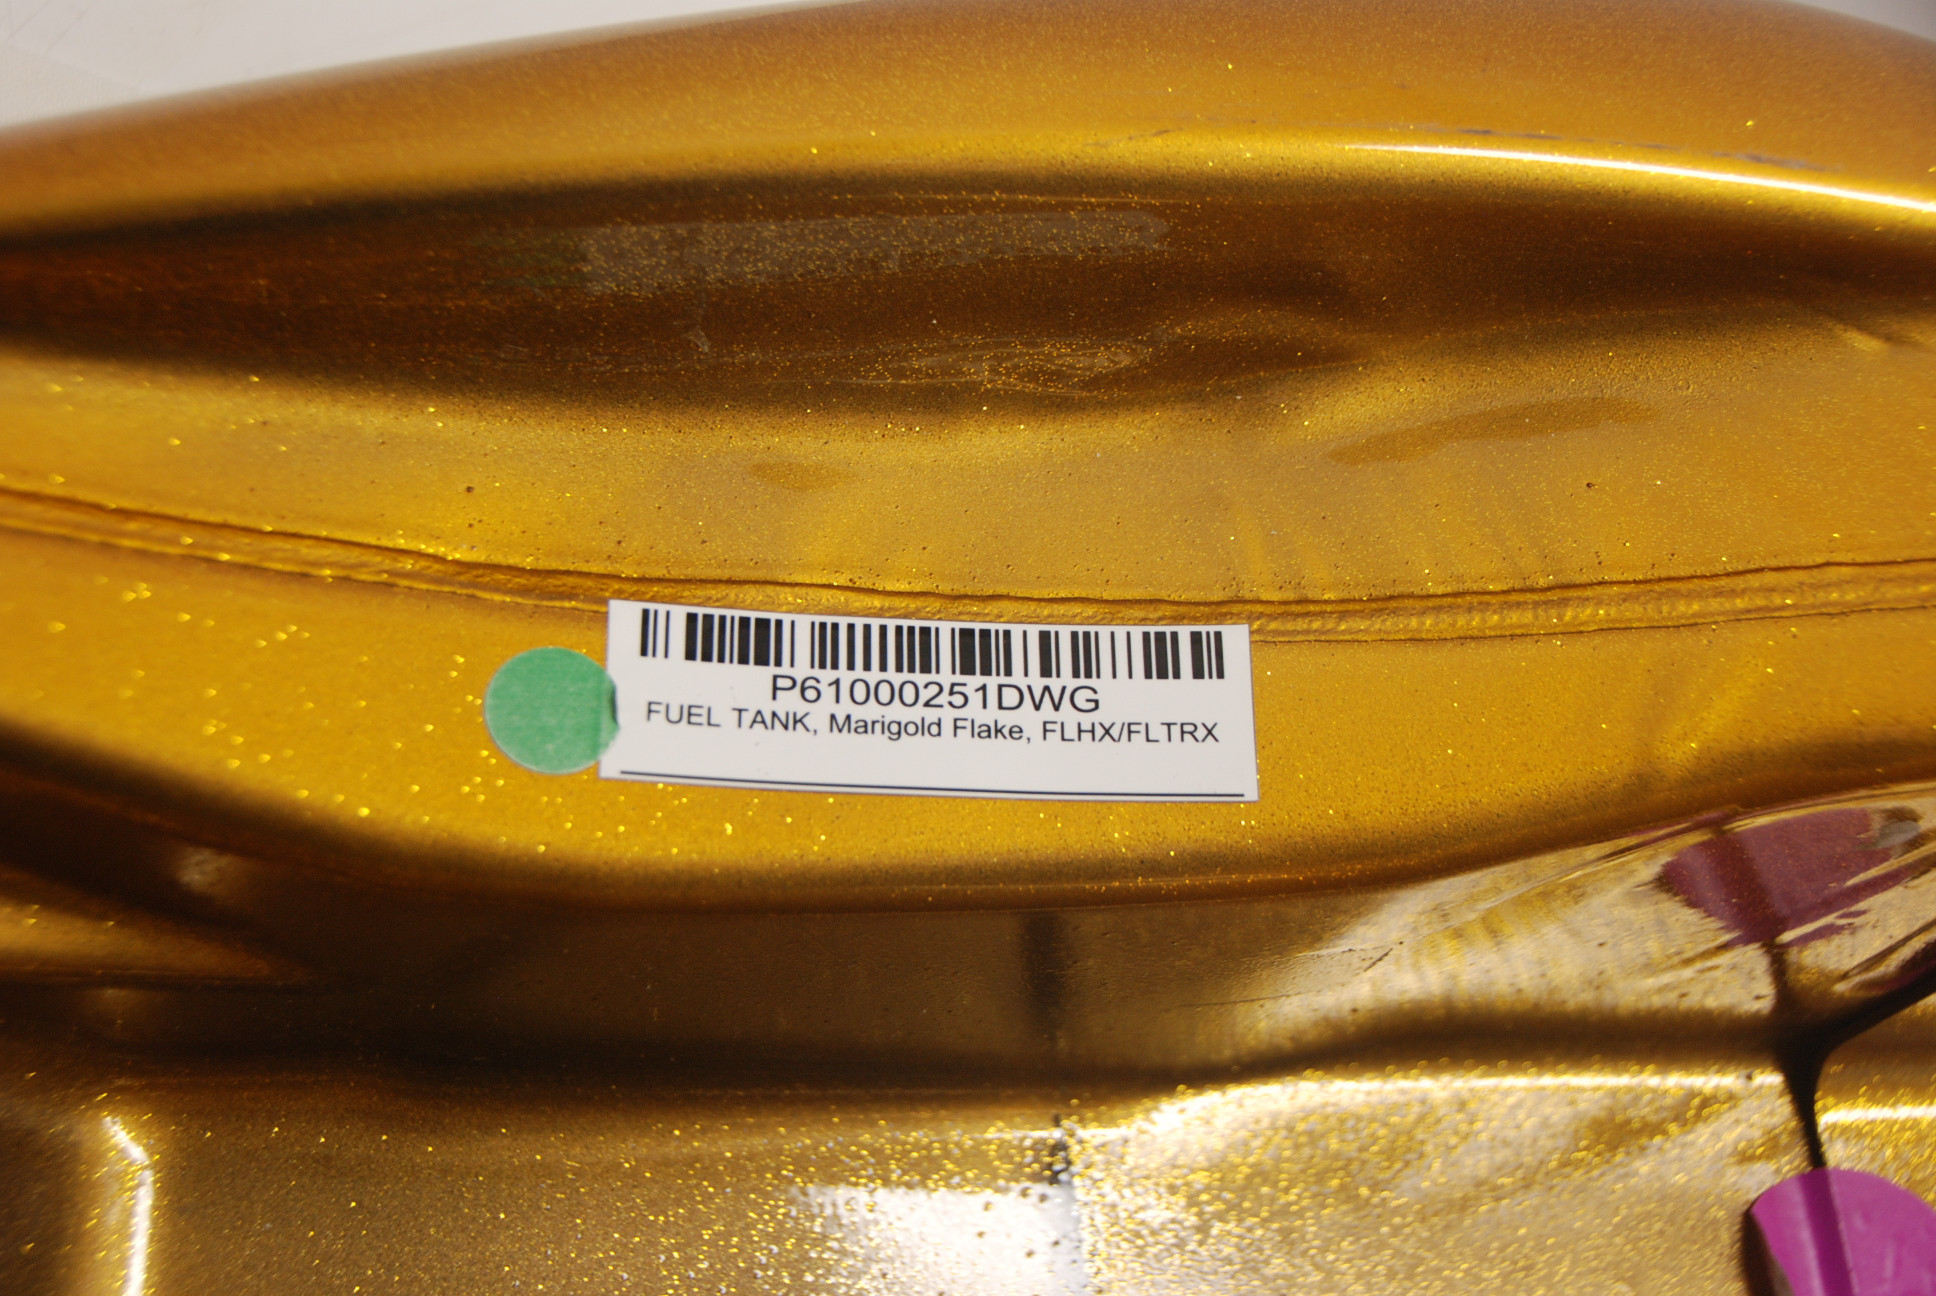 P61000251DWG
FUEL TANK, Marigold Flake, FLHX/FLTRX